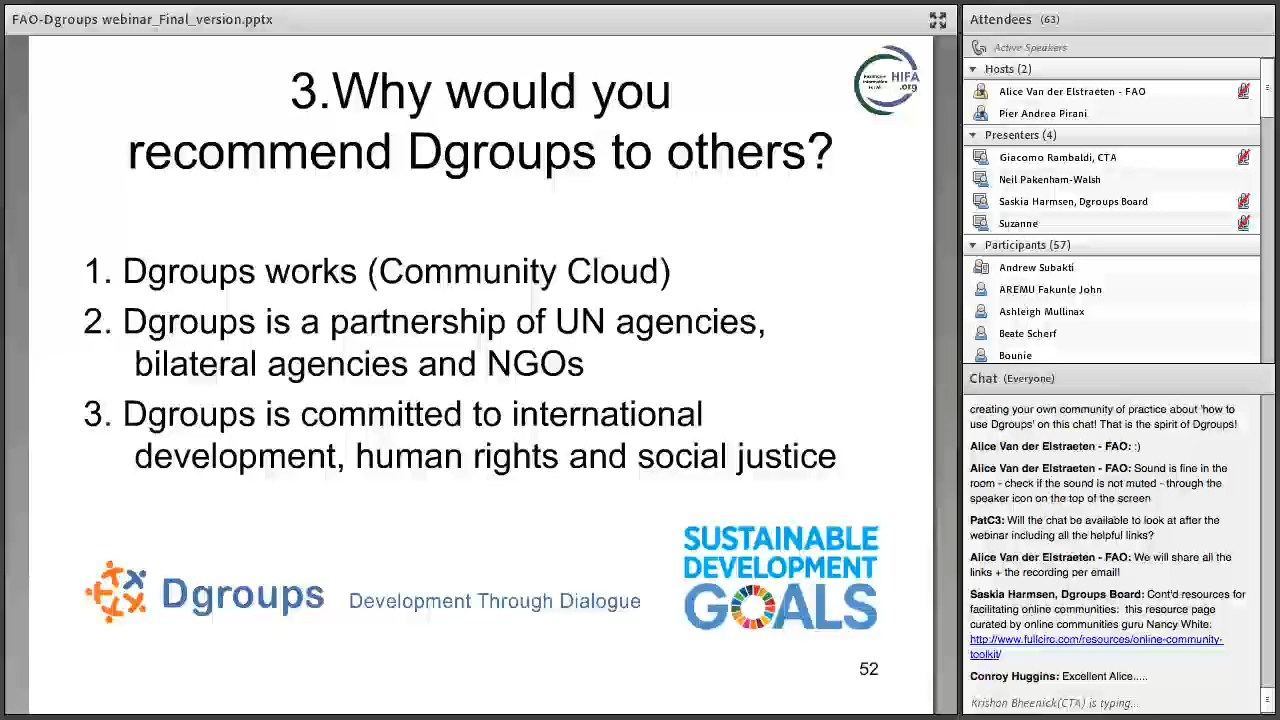 FAO-Dgroups webinar_Final_version.pptx
3.Why would you
recommend Dgroups to others?
HIFA
.org
1. Dgroups works (Community Cloud)
2. Dgroups is a partnership of UN agencies,
bilateral agencies and NGOs
3. Dgroups is committed to international
development, human rights and social justice
Dgroups
Development Through Dialogue
SUSTAINABLE
DEVELOPMENT
GOALS
52
Attendees (63)
Active Speakers
Hosts (2)
Alice Van der Elstraeten - FAO
Pier Andrea Pirani
Presenters (4)
Giacomo Rambaldi, CTA
Neil Pakenham-Walsh
Saskia Harmsen, Dgroups Board
Suzanne
Participants (57)
Andrew Subakti
AREMU Fakunle John
Ashleigh Mullinax
Beate Scherf
Bounie
Chat (Everyone)
creating your own community of practice about 'how to
use Dgroups' on this chat! That is the spirit of Dgroups!
Alice Van der Elstraeten - FAO: :)
Alice Van der Elstraeten - FAO: Sound is fine in the
room - check if the sound is not muted - through the
speaker icon on the top of the screen
PatC3: Will the chat be available to look at after the
webinar including all the helpful links?
Alice Van der Elstraeten - FAO: We will share all the
links + the recording per email!
Saskia Harmsen, Dgroups Board: Cont'd resources for
facilitating online communities: this resource page
curated by online communities guru Nancy White:
http://www.fullcirc.com/resources/online-community-
toolkit/
Conroy Huggins: Excellent Alice.....
Krishan Bheenick(CTA) is typing...